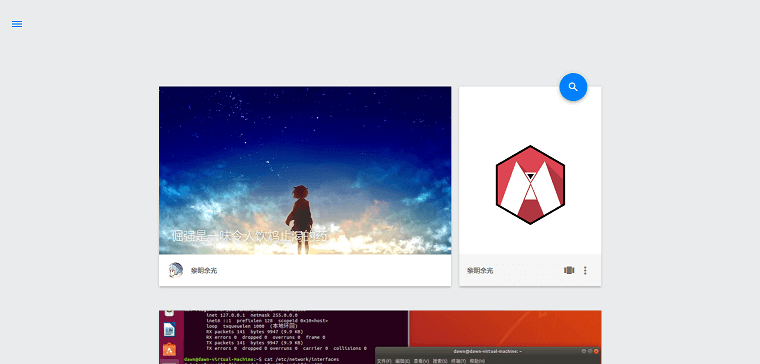 倔强是一味令人饮鸩止渴的药
黎明余光
黎明余光
inet 127.0.0.1 netmask 255.0.0.0
inet6 ::1 prefixlen 128 scopeid 0x10<host>
loop txqueuelen 1000 (本地环回)
RX packets 141 bytes 9947 (9.9 KB)
RX errors 0 dropped 0 overruns 0 frame 0
TX packets 141 bytes 9947 (9.9 KB)
TX errors 0 dropped 0 overruns 0 carrier 0 collisions 0
dawn@dawn-virtual-machine:~$ cat /etc/network/interfaces
dawn@dawn-virtual-machine: ~
文件(F) 编辑(E) 查看(V) 搜索(S) 终端(T) 帮助(H)